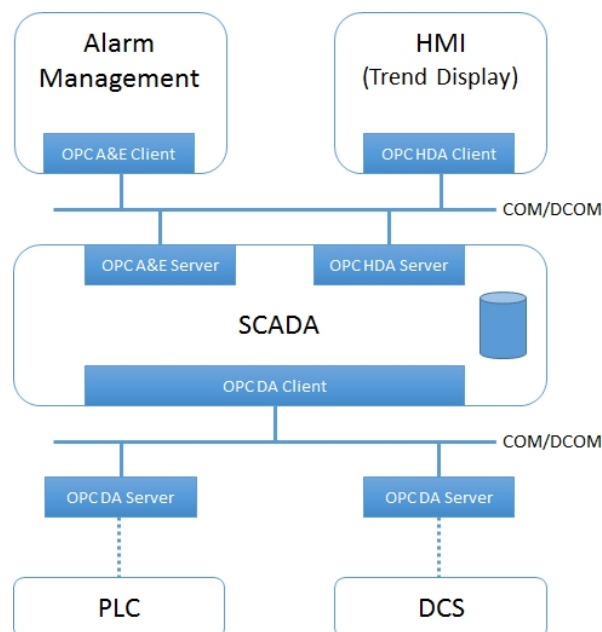 Alarm
Management
HMI
(Trend Display)
OPC A&E Client
OPC HDA Client
COM/DCOM
OPC A&E Server
OPC HDA Server
SCADA
OPC DA Client
COM/DCOM
OPC DA Server
OPC DA Server
PLC
DCS